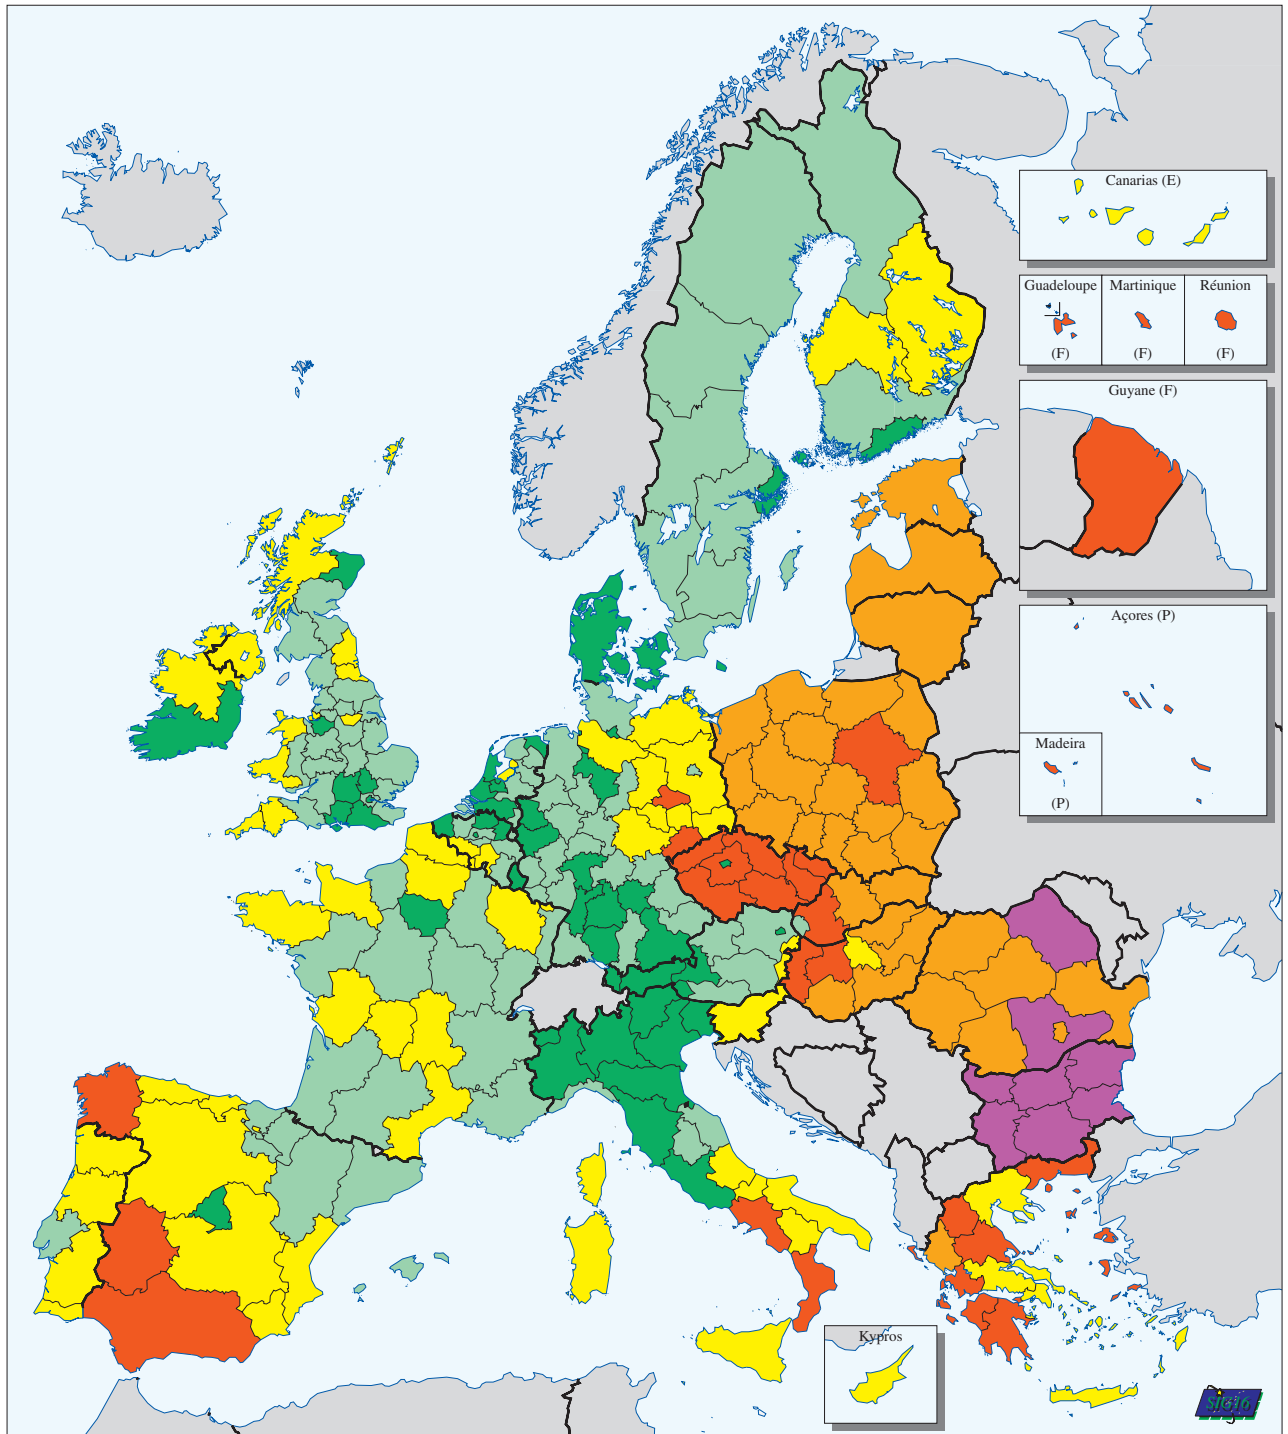 Canarias (E)
Guadeloupe
(F)
Martinique
(F)
Réunion
(F)
Guyane (F)
Açores (P)
Madeira
(P)
Kypros
SIG16